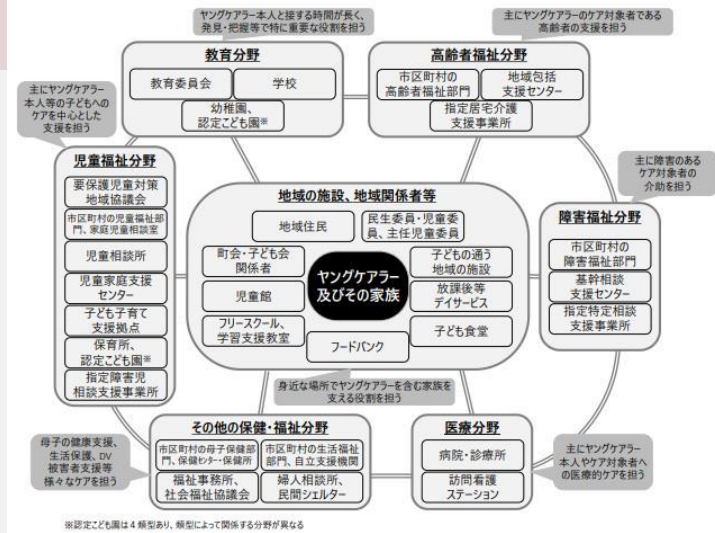 ヤングケアラー本人と接する時間が長く、
発見・把握等で特に重要な役割を担う
教育分野
教育委員会
学校
幼稚園、
認定こども園※
主にヤングケアラーのケア対象者である
高齢者の支援を担う
高齢者福祉分野
市区町村の
高齢者福祉部門
地域包括
支援センター
指定居宅介護
支援事業所
主にヤングケアラー
本人等の子どもへの
ケアを中心とした
支援を担う
児童福祉分野
要保護児童対策
地域協議会
市区町村の児童福祉部
門、家庭児童相談室
児童相談所
児童家庭支援
センター
子ども子育て
支援拠点
保育所、
認定こども園※
指定障害児
相談支援事業所
地域の施設、地域関係者等
地域住民
民生委員・児童委
員、主任児童委員
町会・子ども会
関係者
児童館
フリースクール、
学習支援教室
ヤングケアラー
及びその家族
子どもの通う
地域の施設
放課後等
デイサービス
子ども食堂
フードバンク
身近な場所でヤングケアラーを含む家族を
支える役割を担う
主に障害のある
ケア対象者の
介助を担う
障害福祉分野
市区町村の
障害福祉部門
基幹相談
支援センター
指定特定相談
支援事業所
母子の健康支援、
生活保護、DV
被害者支援等
様々なケアを担う
その他の保健・福祉分野
市区町村の母子保健部
門、保健センター・保健所
市区町村の生活福祉
部門、自立支援機関
福祉事務所、
社会福祉協議会
婦人相談所、
民間シェルター
医療分野
病院・診療所
訪問看護
ステーション
主にヤングケアラー
本人やケア対象者へ
の医療的ケアを担う
※認定こども園は4類型あり、類型によって関係する分野が異なる